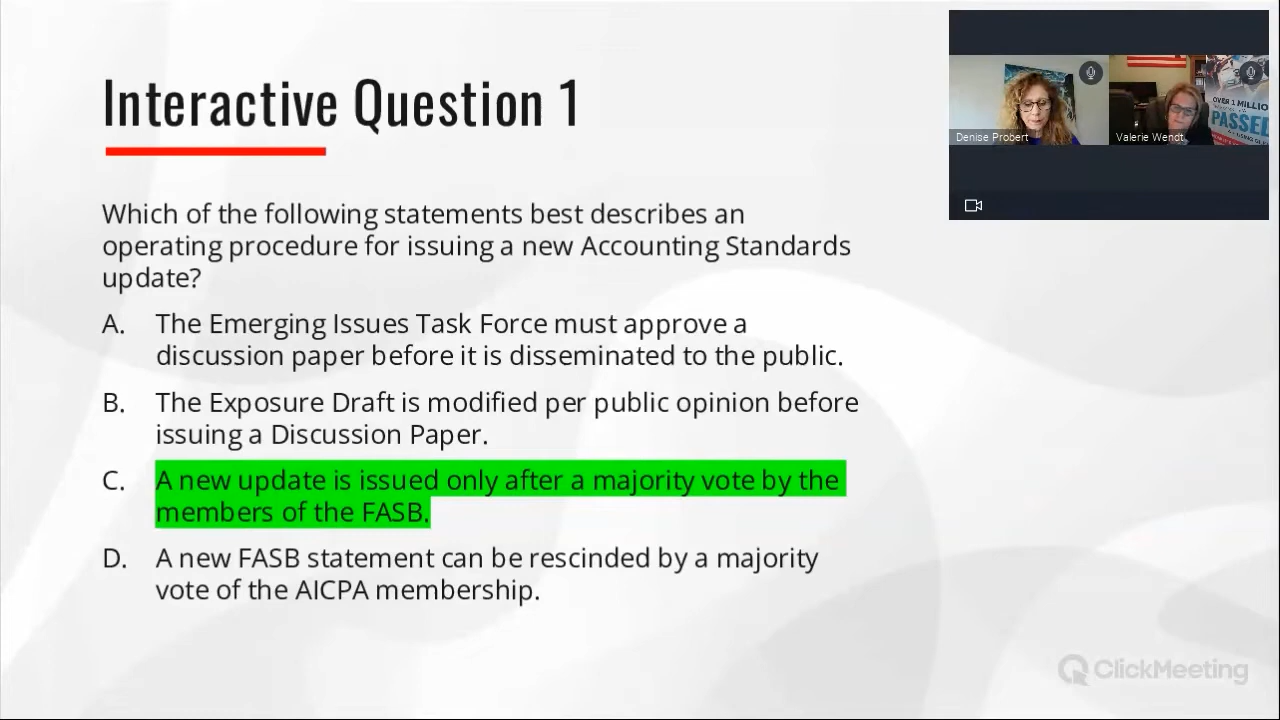 Interactive Question 1
Which of the following statements best describes an
operating procedure for issuing a new Accounting Standards
update?
A. The Emerging Issues Task Force must approve a
discussion paper before it is disseminated to the public.
B. The Exposure Draft is modified per public opinion before
issuing a Discussion Paper.
C. A new update is issued only after a majority vote by the
members of the FASB.
D. A new FASB statement can be rescinded by a majority
vote of the AICPA membership.
Denise Probert
Valerie Wendt
OVER 1 MILLIO
PASSED
ClickMeeting